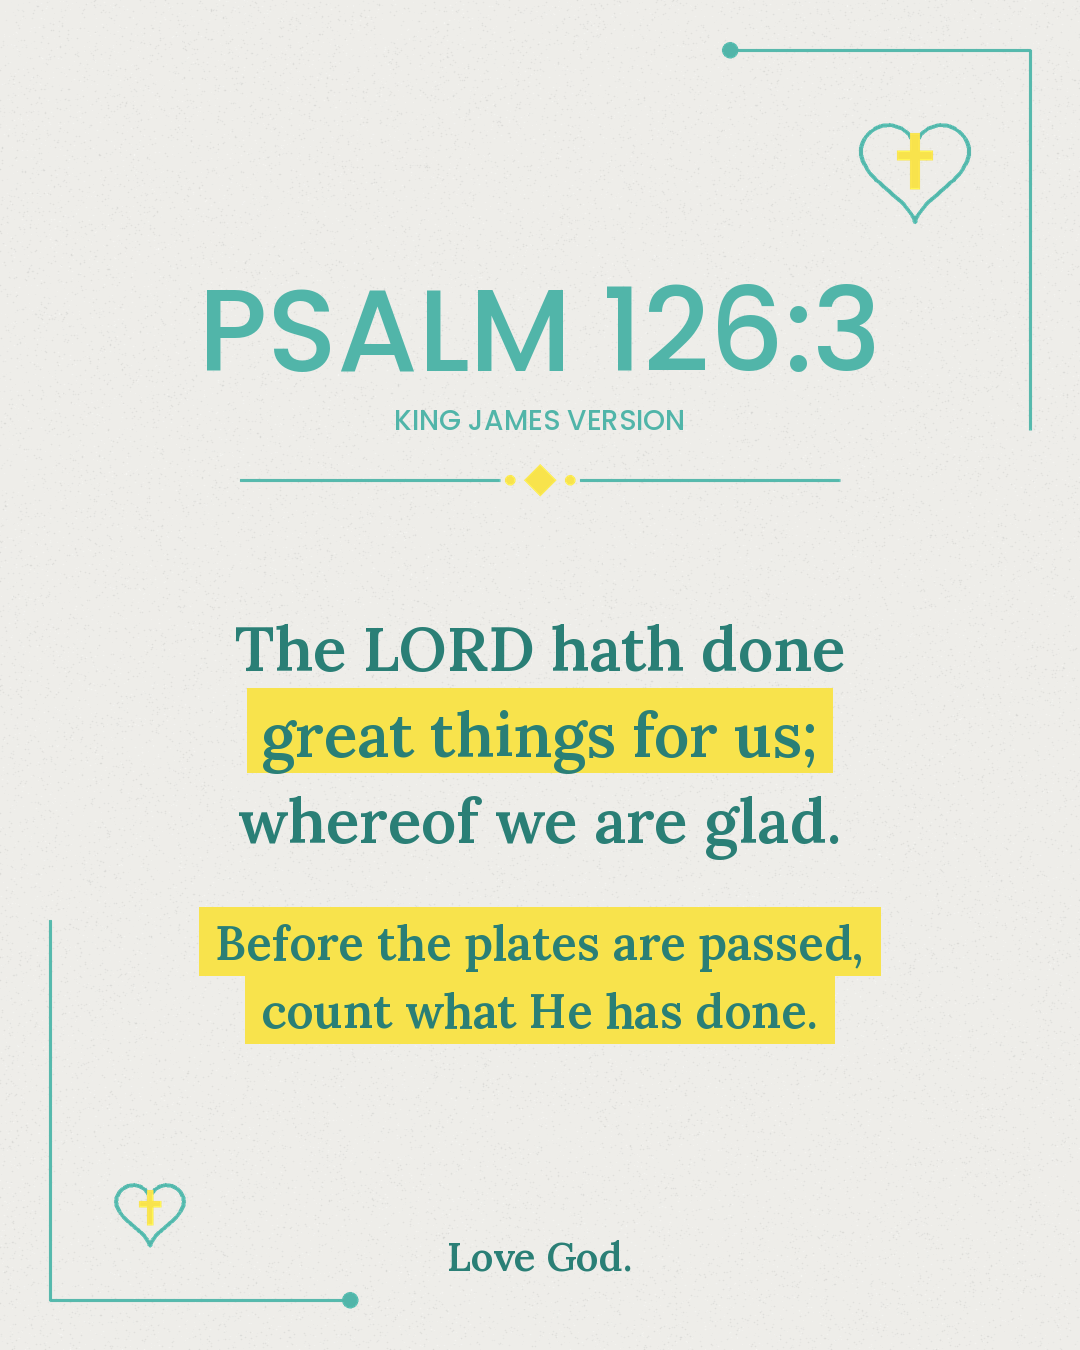 PSALM 126:3
KING JAMES VERSION
The LORD hath done
great things for us;
whereof we are glad.
Before the plates are passed,
count what He has done.
Love God.